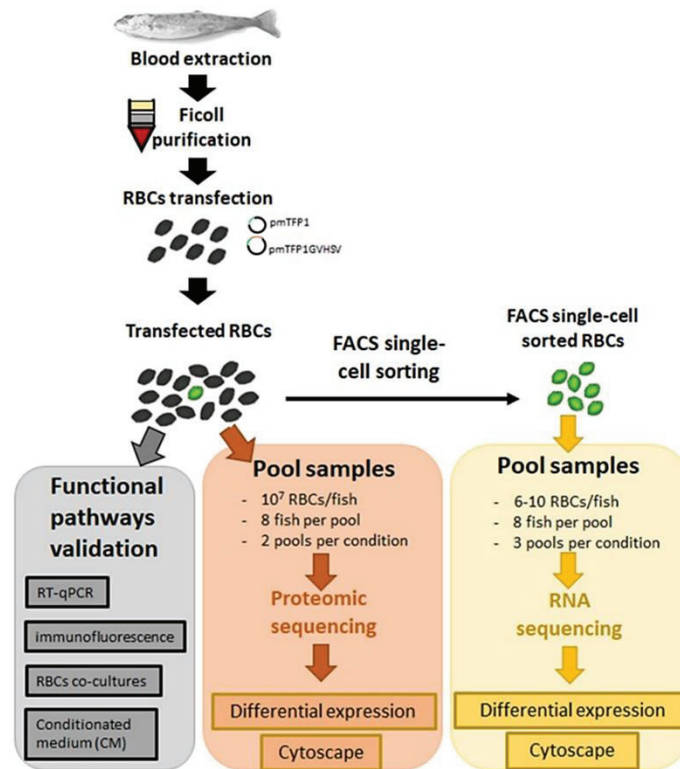 Blood extraction
Ficoll
purification
RBCs transfection
pmTFP1
pmTFP1GVHSV
Transfected RBCs
FACS single-
cell sorting
FACS single-cell
sorted RBCs
Functional
pathways
validation
RT-qPCR
immunofluorescence
RBCs co-cultures
Conditionated
medium (CM)
Pool samples
- 10⁷ RBCs/fish
- 8 fish per pool
- 2 pools per condition
Proteomic
sequencing
Differential expression
Cytoscape
Pool samples
- 6-10 RBCs/fish
- 8 fish per pool
- 3 pools per condition
RNA
sequencing
Differential expression
Cytoscape